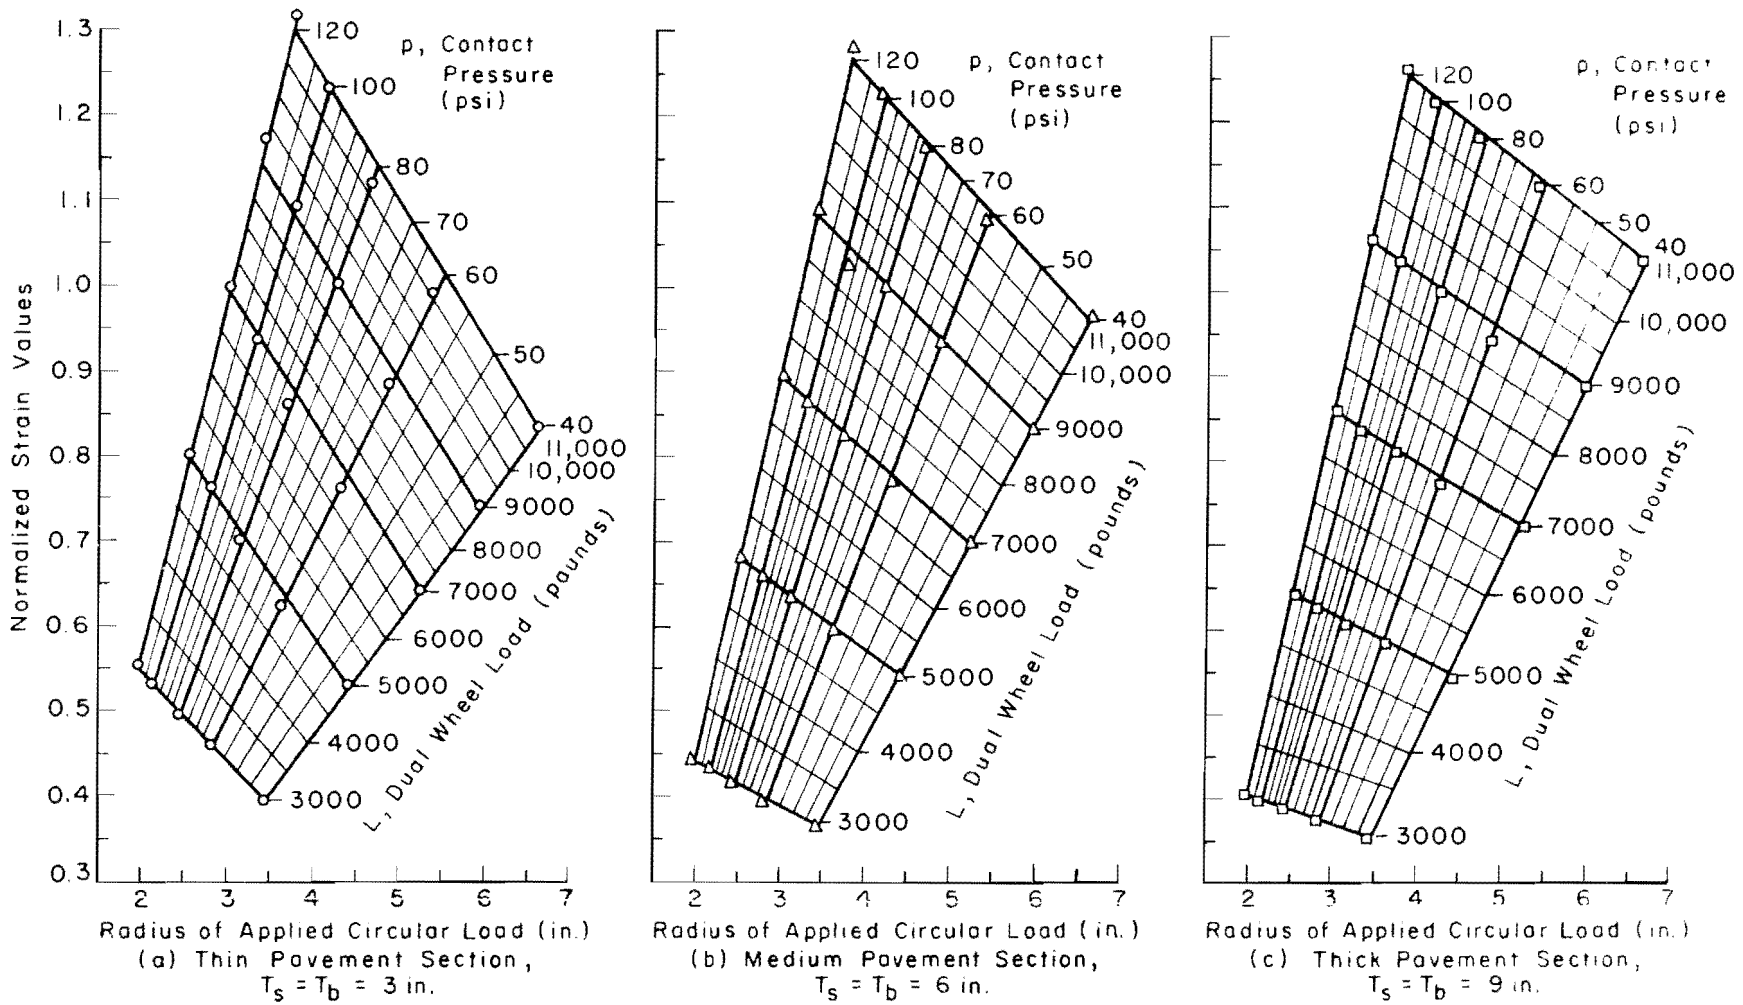 Normalized Strain Values
1.3
1.2
1.1
1.0
0.9
0.8
0.7
0.6
0.5
0.4
0.3
p, Contact
Pressure
(psi)
120
100
80
70
60
50
40
11,000
10,000
9000
8000
7000
6000
5000
4000
3000
L, Dual Wheel Load (paunds)
2 3 4 5 6 7
Radius of Applied Circular Load (in.)
(a) Thin Pavement Section,
Ts = Tb = 3 in.
p, Contact
Pressure
(psi)
120
100
80
70
60
50
40
11,000
10,000
9000
8000
7000
6000
5000
4000
3000
L, Dual Wheel Load (pounds)
2 3 4 5 6 7
Radius of Applied Circular Load (in.)
(b) Medium Pavement Section,
Ts = Tb = 6 in.
p, Contact
Pressure
(psi)
120
100
80
60
50
40
11,000
10,000
9000
8000
7000
6000
5000
4000
3000
L, Dual Wheel Load (pounds)
2 3 4 5 6 7
Radius of Applied Circular Load (in.)
(c) Thick Pavement Section,
Ts = Tb = 9 in.